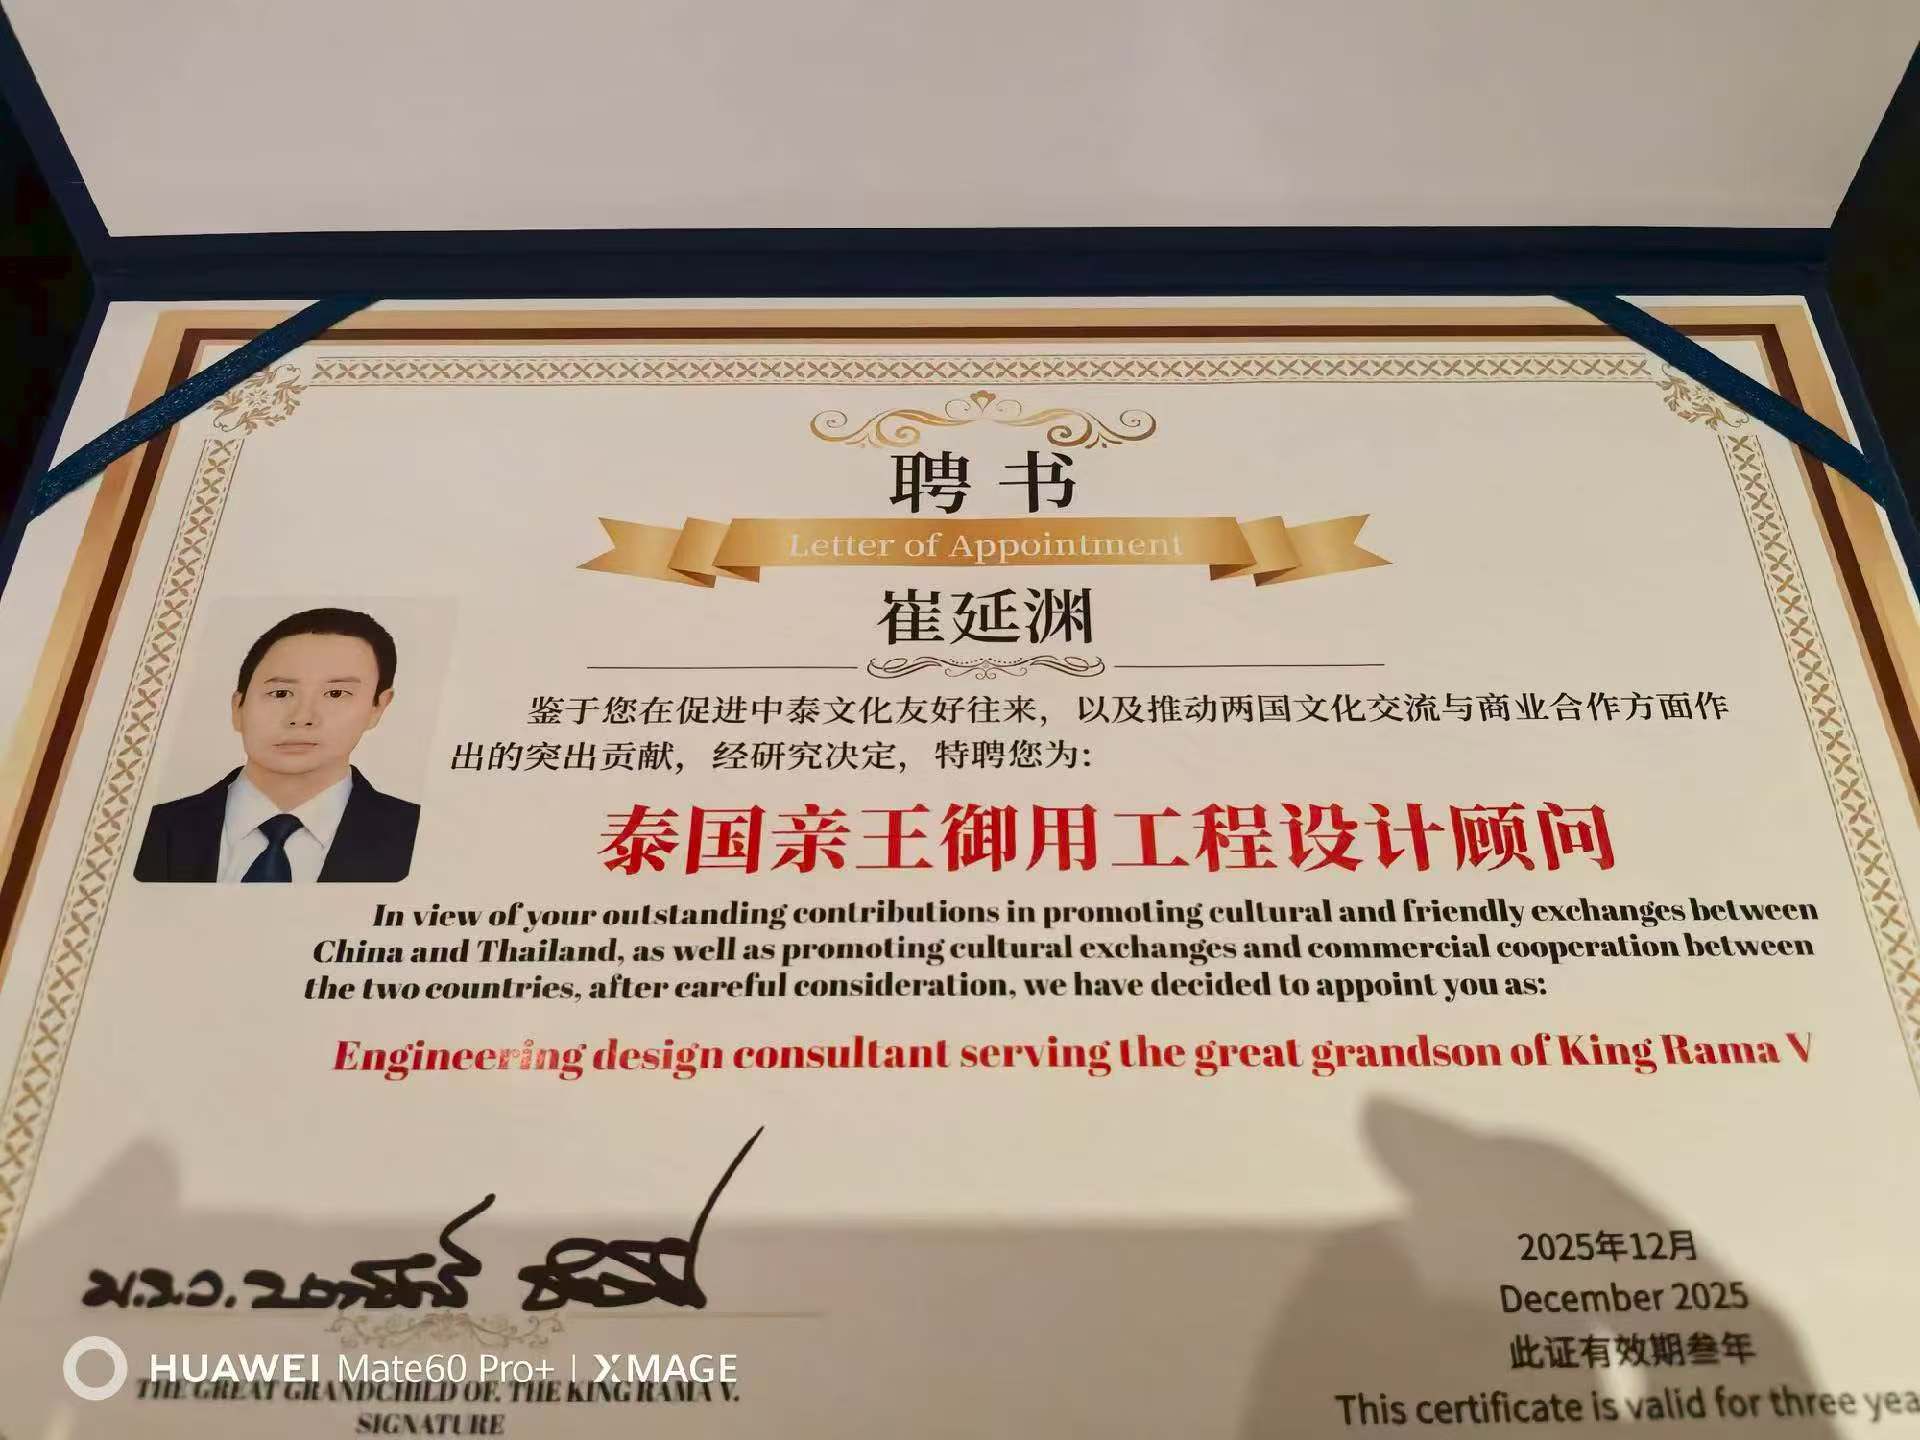 聘书
Letter of Appointment
崔延渊
鉴于您在促进中泰文化友好往来，以及推动两国文化交流与商业合作方面作
出的突出贡献，经研究决定，特聘您为：
泰国亲王御用工程设计顾问
In view of your outstanding contributions in promoting cultural and friendly exchanges between
China and Thailand, as well as promoting cultural exchanges and commercial cooperation between
the two countries, after careful consideration, we have decided to appoint you as:
Engineering design consultant serving the great grandson of King Rama V
ม.ร.ว.
2025年12月
December 2025
此证有效期叁年
This certificate is valid for three yea
HUAWEI Mate60 Pro+ | XMAGE
THE GREAT GRANDCHILD OF. THE KING RAMA V.
SIGNATURE